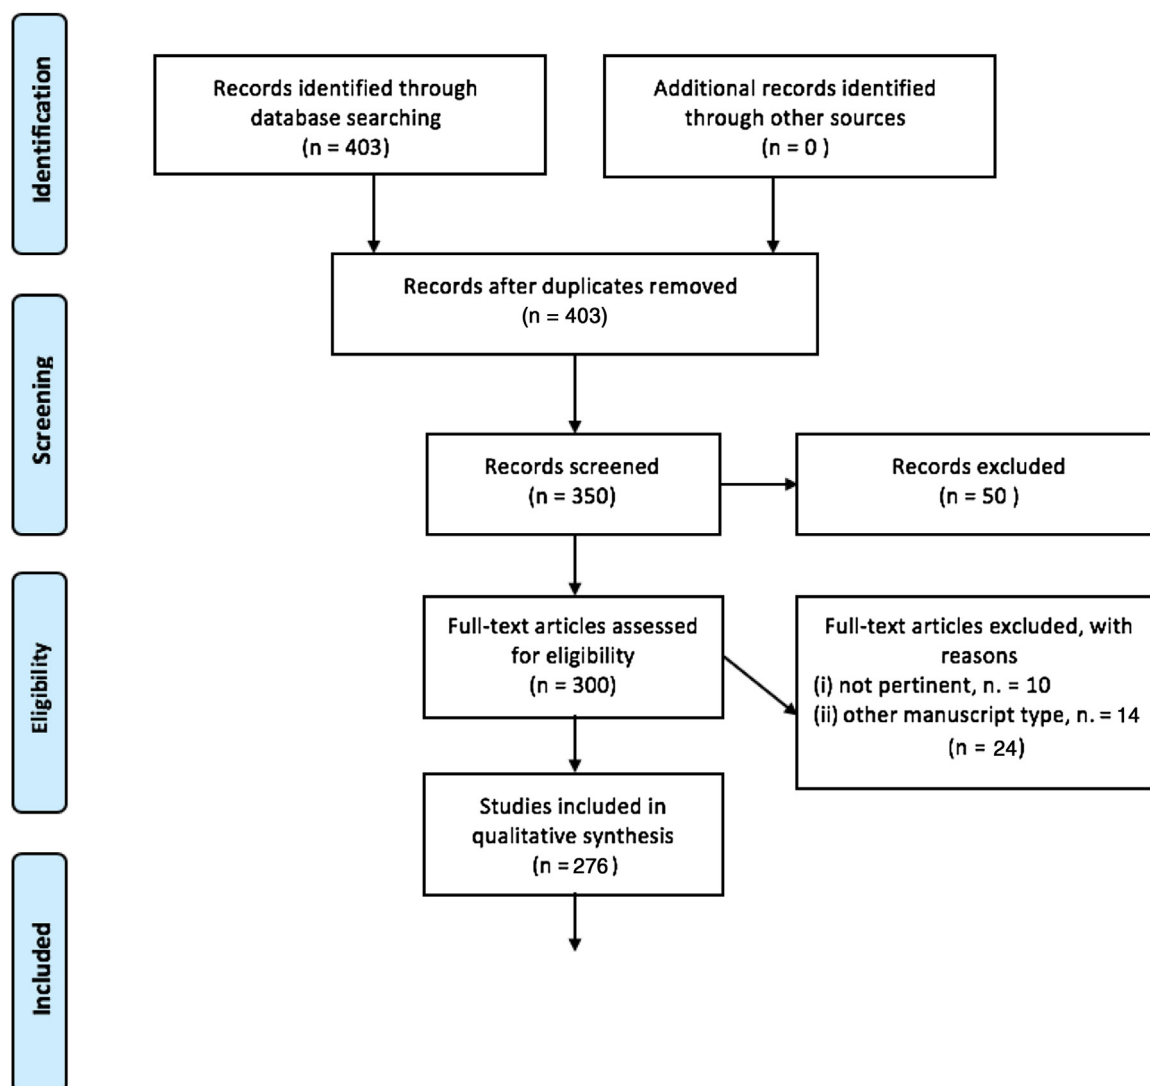 Identification
Records identified through
database searching
(n = 403)
Additional records identified
through other sources
(n = 0 )
Records after duplicates removed
(n = 403)
Screening
Records screened
(n = 350)
Records excluded
(n = 50 )
Eligibility
Full-text articles assessed
for eligibility
(n = 300)
Full-text articles excluded, with
reasons
(i) not pertinent, n. = 10
(ii) other manuscript type, n. = 14
(n = 24)
Studies included in
qualitative synthesis
(n = 276 )
Included